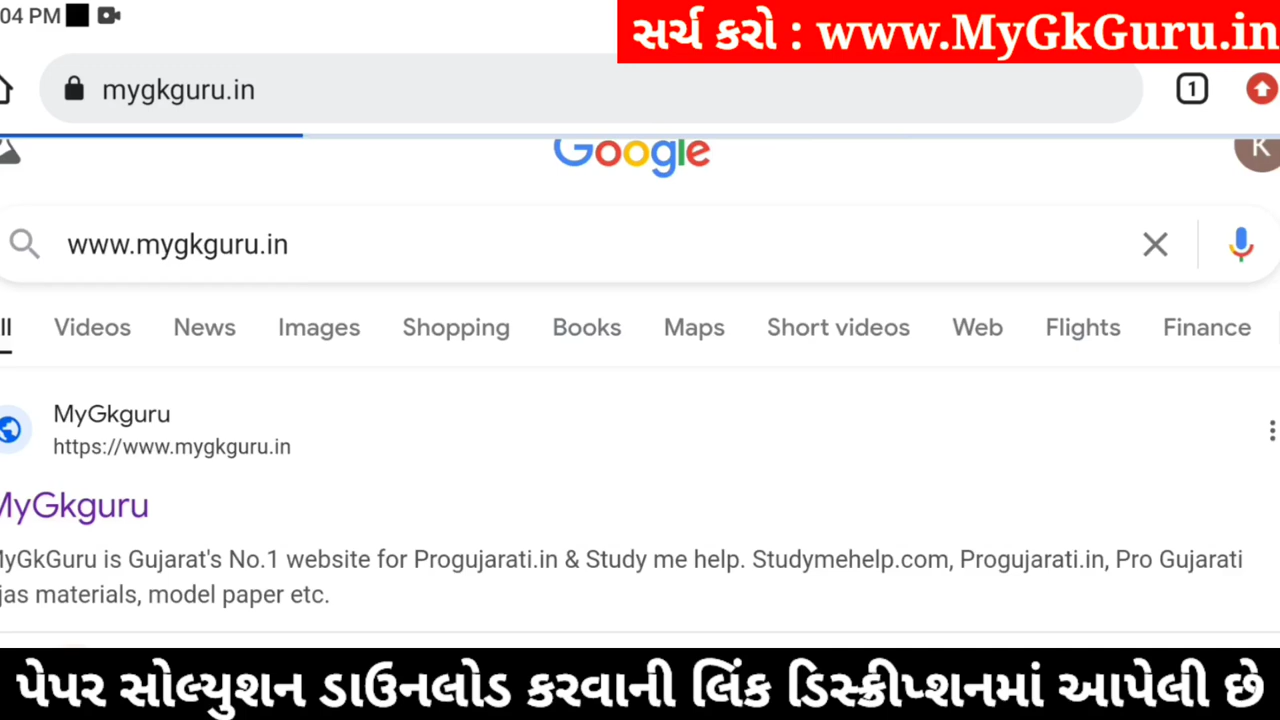 04 PM
સર્ચ કરો : www.MyGkGuru.in
mygkguru.in
1
Google
K
www.mygkguru.in
ll Videos News Images Shopping Books Maps Short videos Web Flights Finance
MyGkguru
https://www.mygkguru.in
MyGkguru
MyGkGuru is Gujarat's No.1 website for Progujarati.in & Study me help. Studymehelp.com, Progujarati.in, Pro Gujarati
jas materials, model paper etc.
પેપર સોલ્યુશન ડાઉનલોડ કરવાની લિંક ડિસ્ક્રીપ્શનમાં આપેલી છે